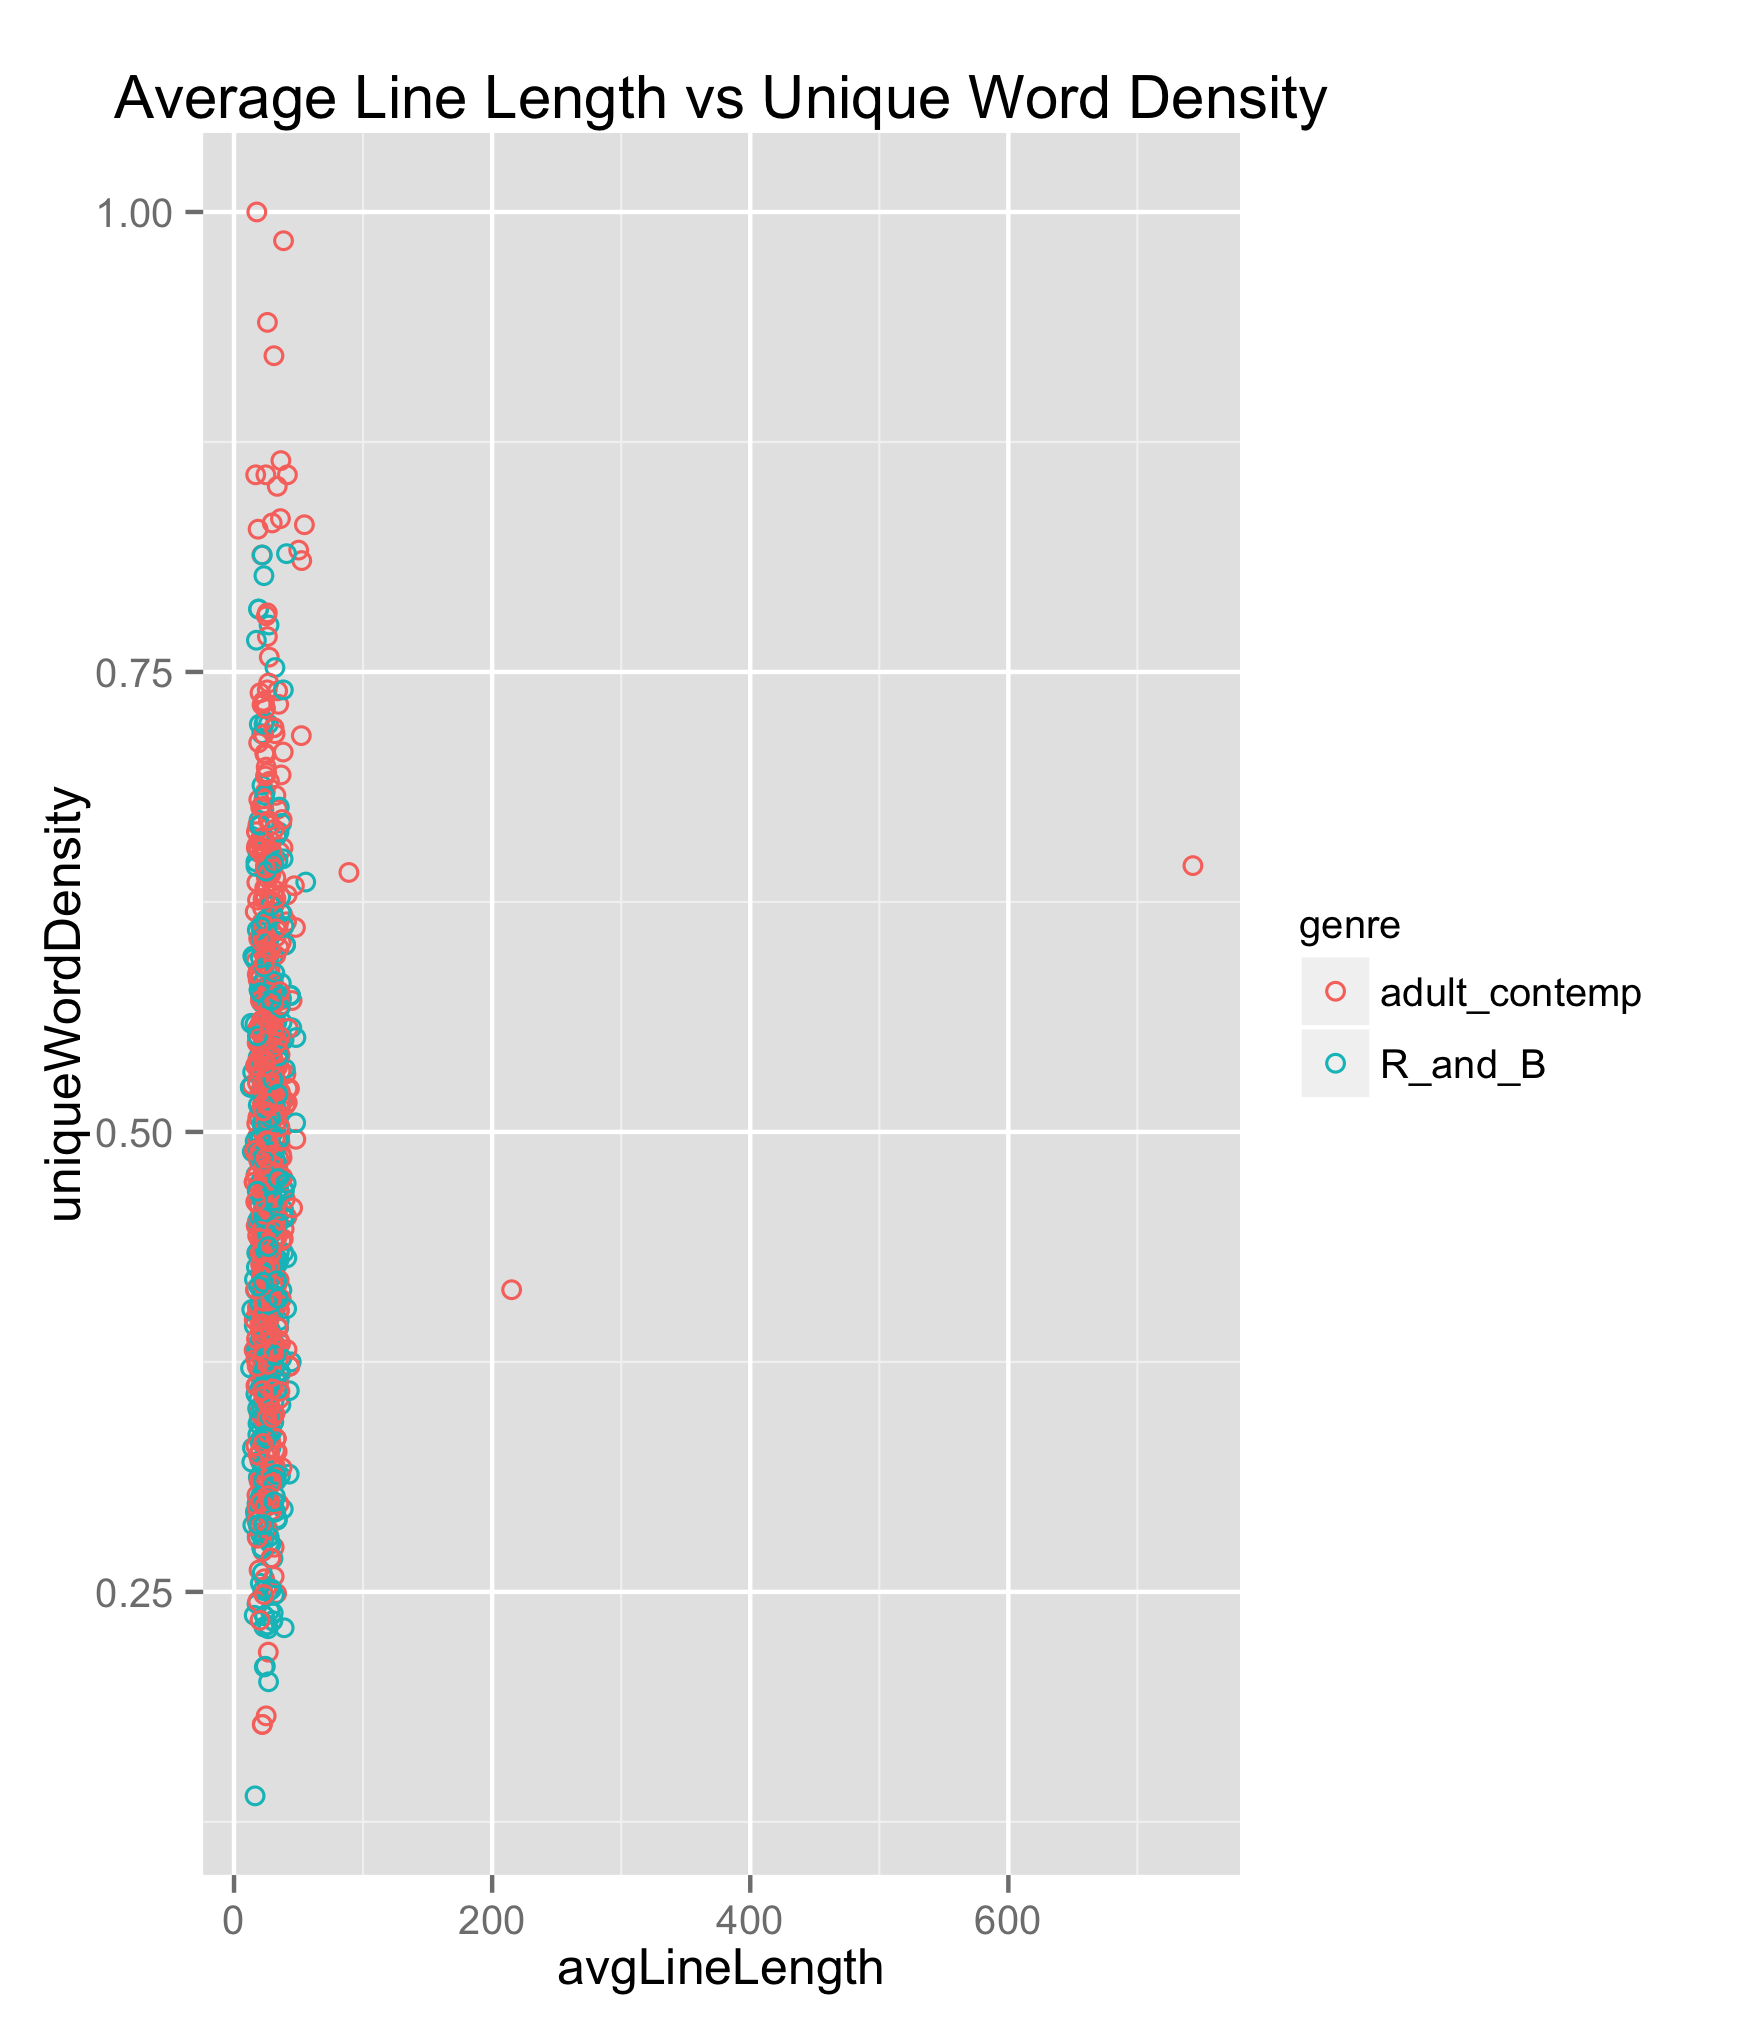 Average Line Length vs Unique Word Density
uniqueWordDensity
1.00
0.75
0.50
0.25
0
200
400
600
avgLineLength
genre
adult_contemp
R_and_B